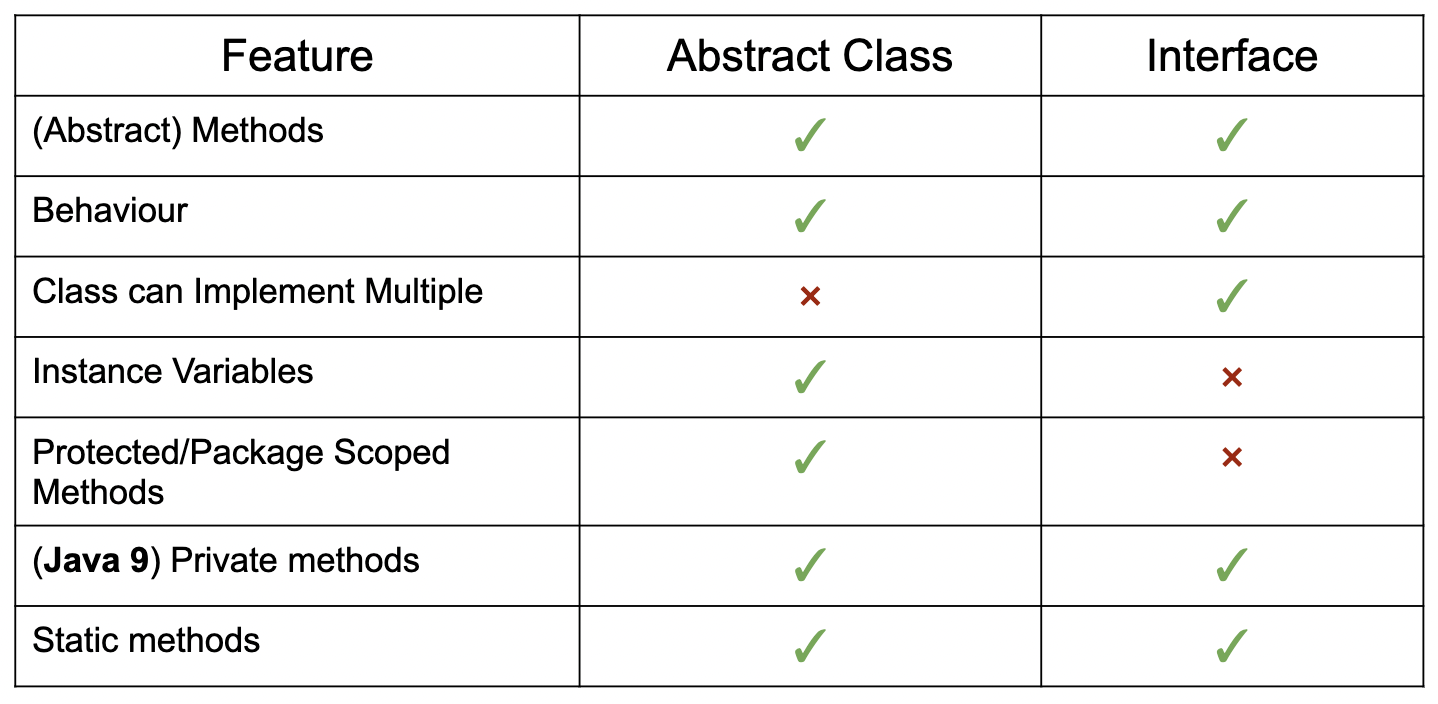 Feature Abstract Class Interface
(Abstract) Methods ✓ ✓
Behaviour ✓ ✓
Class can Implement Multiple × ✓
Instance Variables ✓ ×
Protected/Package Scoped ✓ ×
Methods
(Java 9) Private methods ✓ ✓
Static methods ✓ ✓